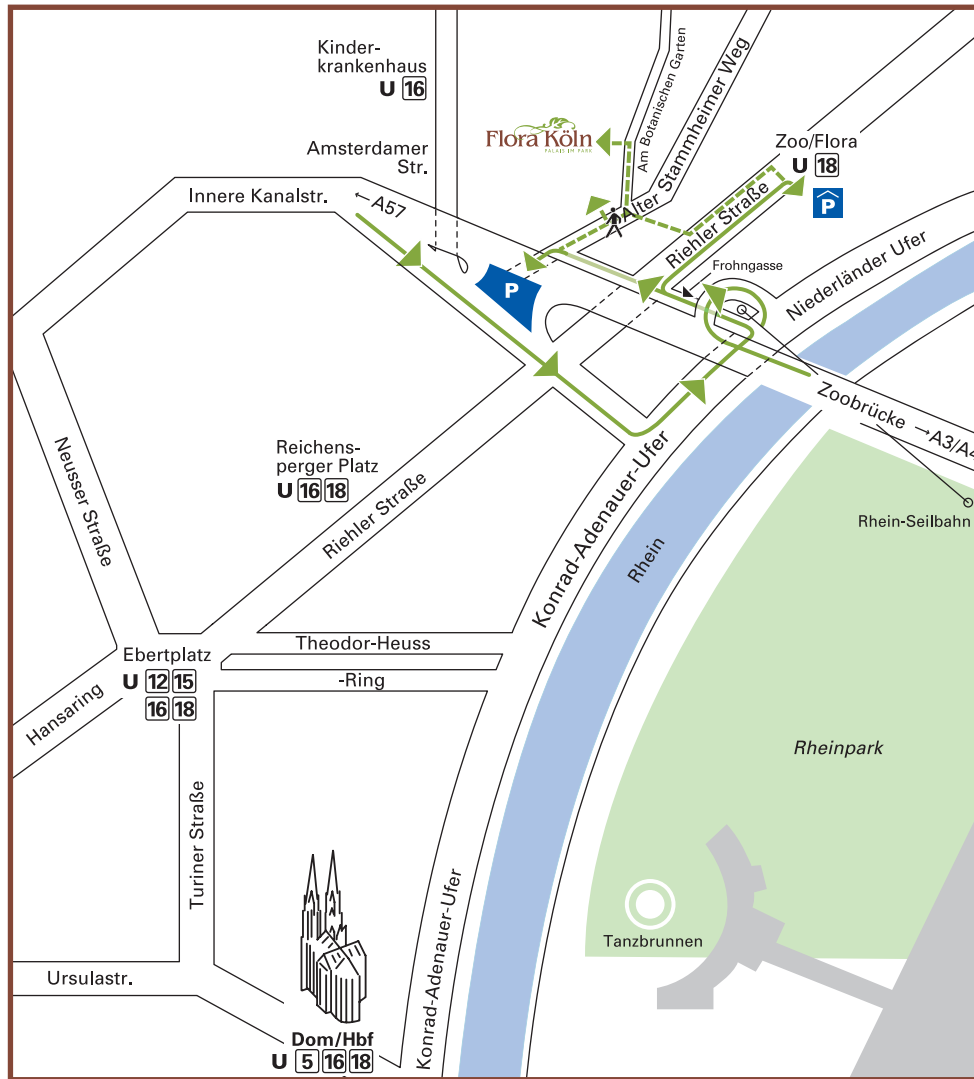 Kinder-
krankenhaus
U 16
Amsterdamer
Str.
Flora Köln
PALAIS IM PARK
Am Botanischen Garten
Alter Stammheimer Weg
Zoo/Flora
U 18
P
Innere Kanalstr.
← A57
Riehler Straße
Frohngasse
Niederländer Ufer
P
Zoobrücke → A3/A4
Rhein-Seilbahn
Neusser Straße
Reichens-
perger Platz
U 16 18
Riehler Straße
Konrad-Adenauer-Ufer
Rhein
Ebertplatz
U 12 15
16 18
Theodor-Heuss
-Ring
Hansaring
Rheinpark
Turiner Straße
Konrad-Adenauer-Ufer
Tanzbrunnen
Ursulastr.
Dom/Hbf
U 5 16 18